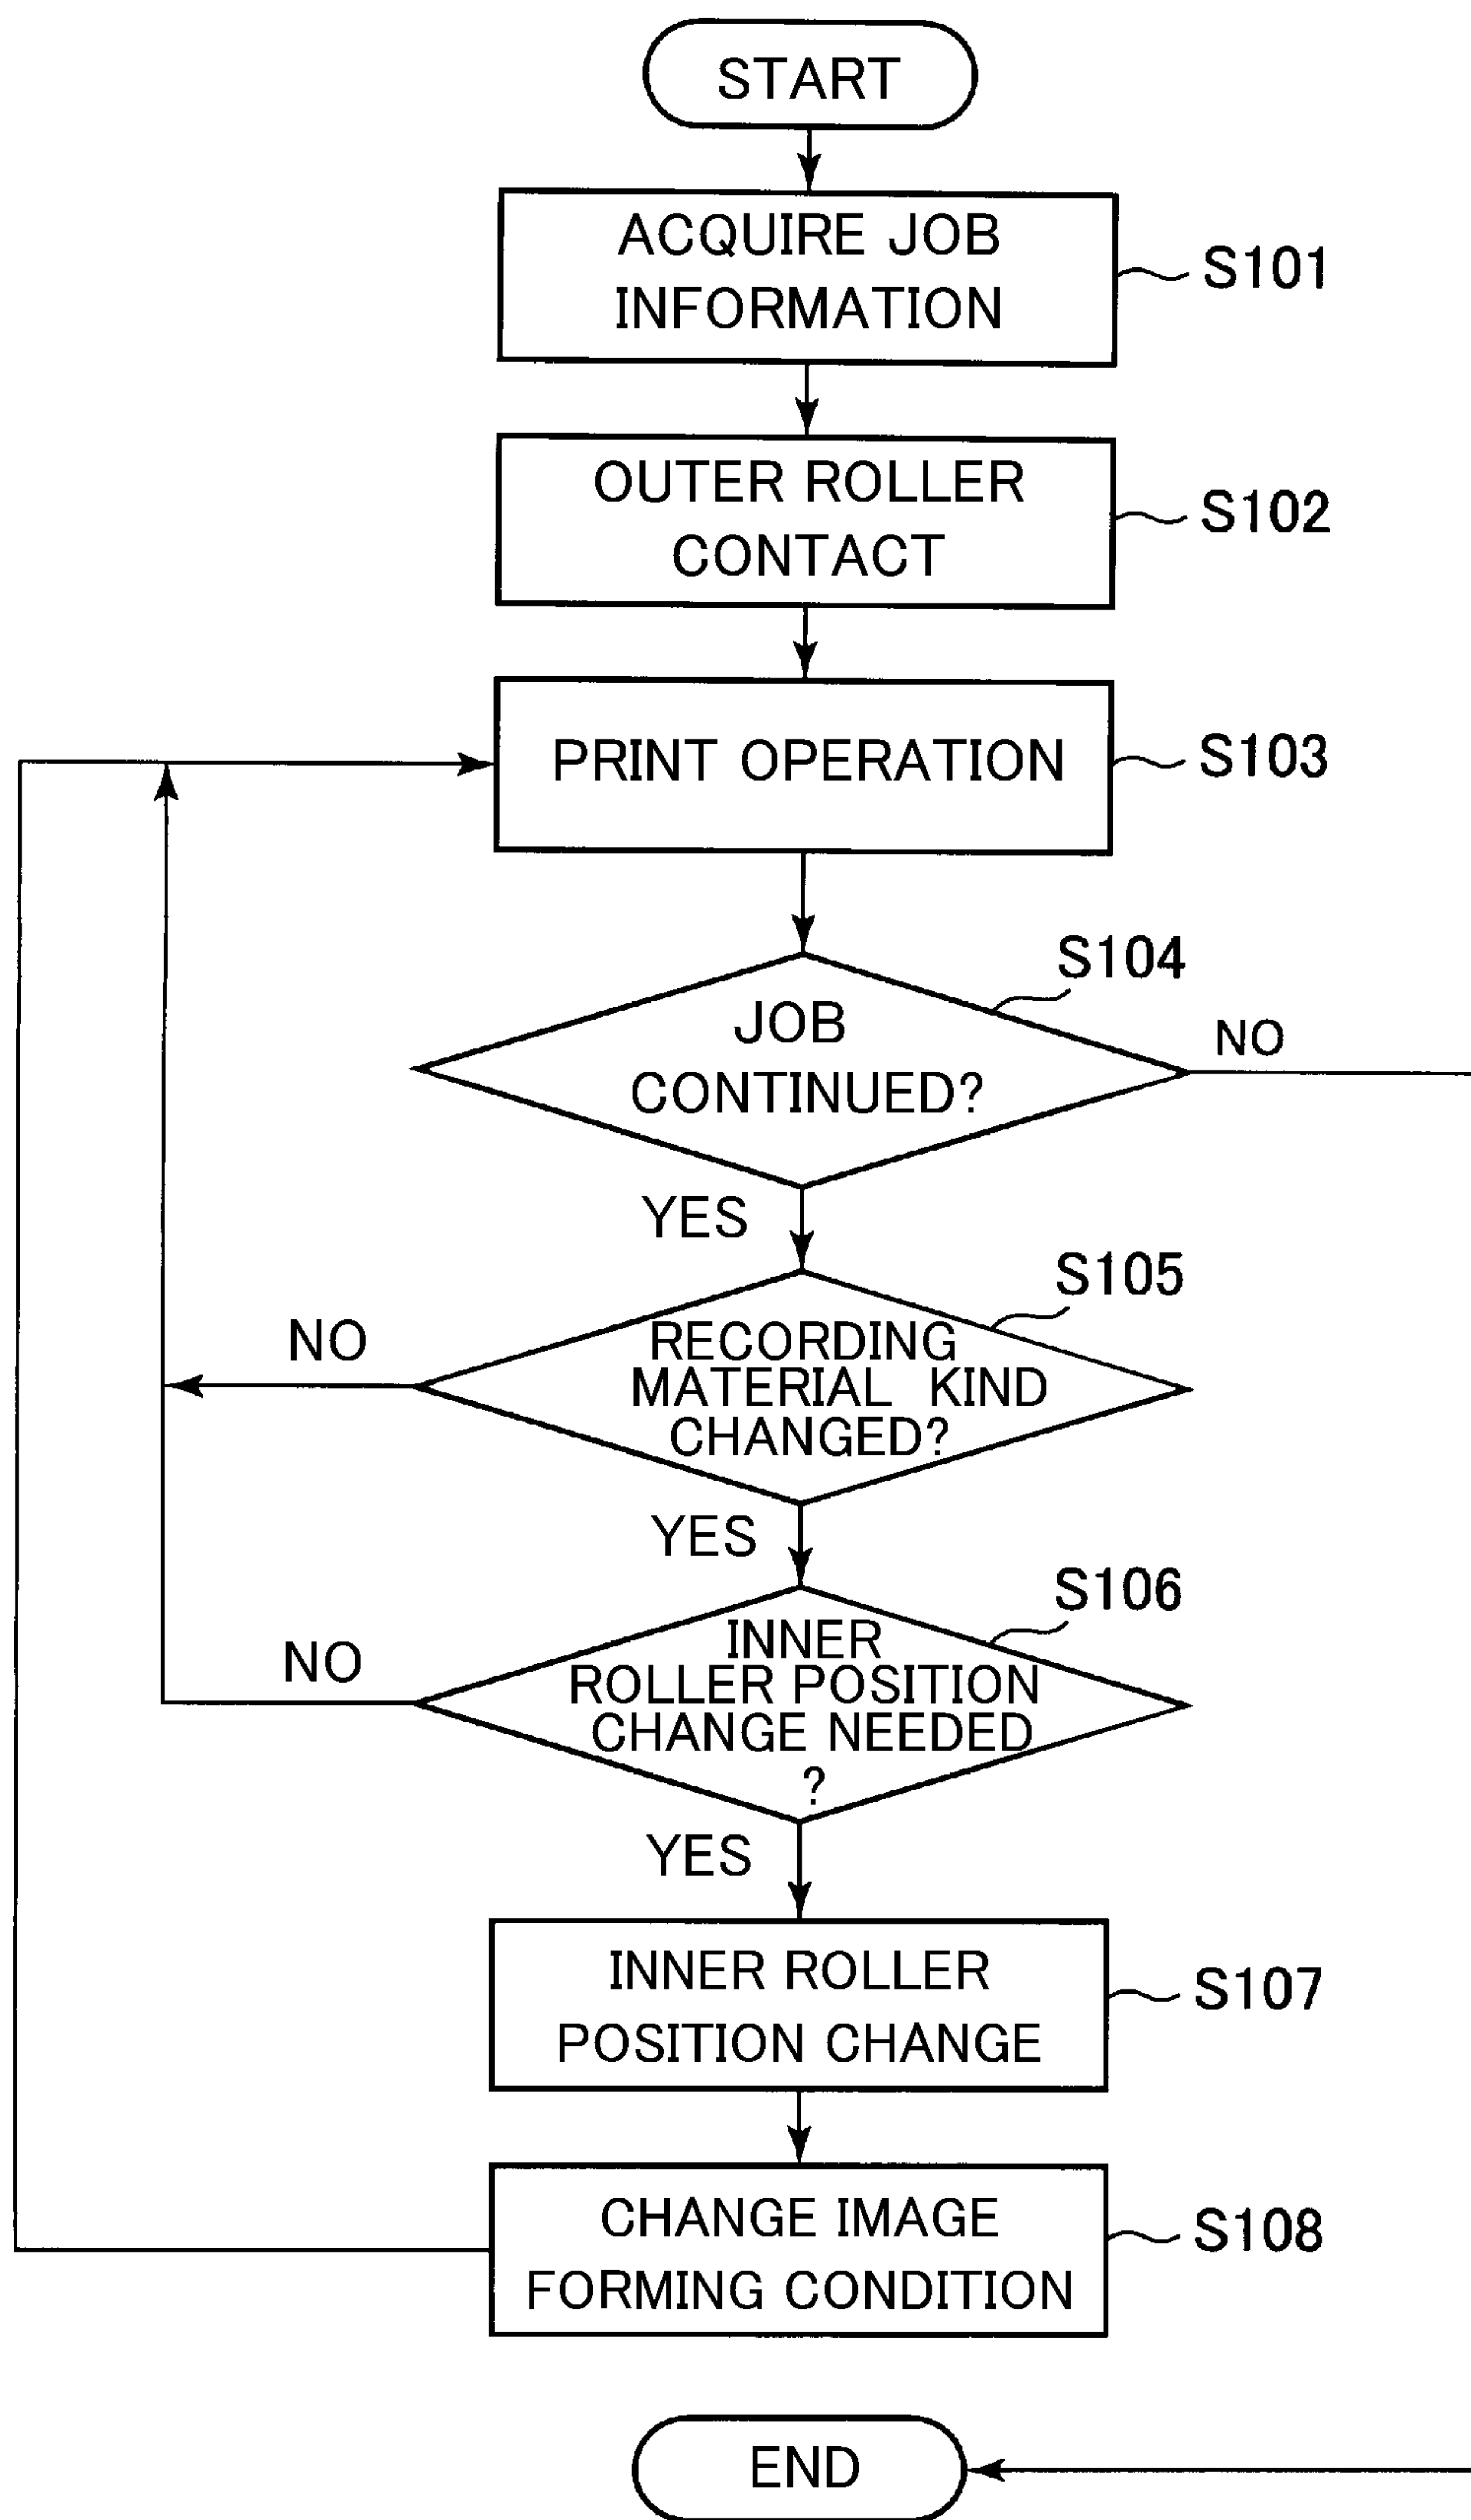 START
ACQUIRE JOB
INFORMATION
S101
OUTER ROLLER
CONTACT
S102
PRINT OPERATION
S103
S104
JOB
CONTINUED?
NO
YES
S105
RECORDING
MATERIAL KIND
CHANGED?
NO
YES
S106
INNER
ROLLER POSITION
CHANGE NEEDED
?
NO
YES
INNER ROLLER
POSITION CHANGE
S107
CHANGE IMAGE
FORMING CONDITION
S108
END